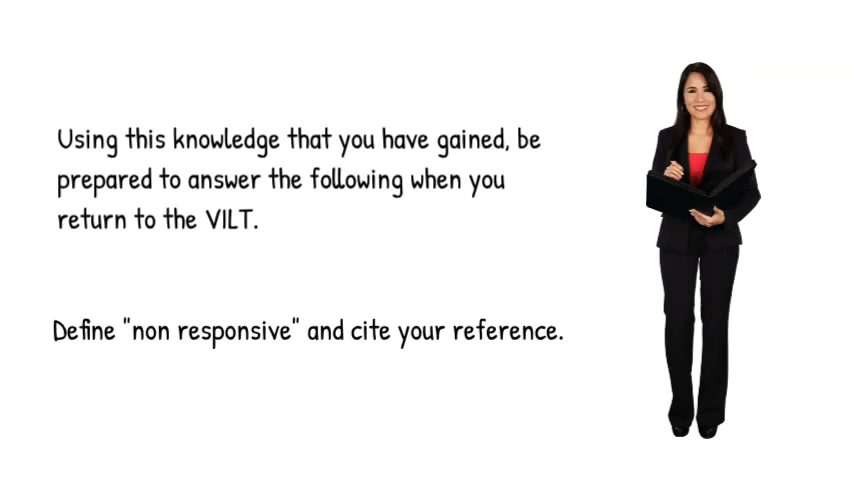 Using this knowledge that you have gained, be
prepared to answer the following when you
return to the VILT.
Define "non responsive" and cite your reference.